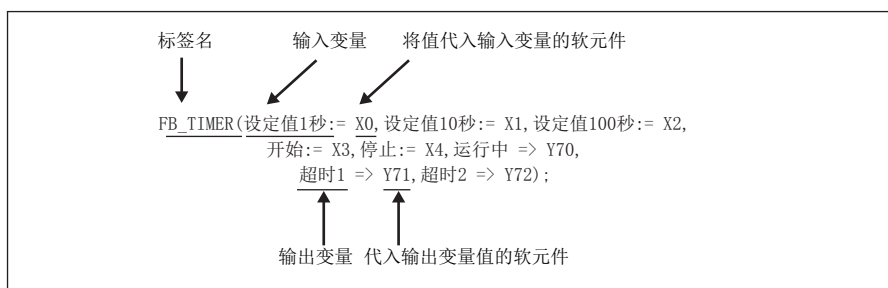 标签名 输入变量 将值代入输入变量的软元件
FB_TIMER(设定值1秒:= X0,设定值10秒:= X1,设定值100秒:= X2,
开始:= X3,停止:= X4,运行中 => Y70,
超时1 => Y71,超时2 => Y72);
输出变量 代入输出变量值的软元件